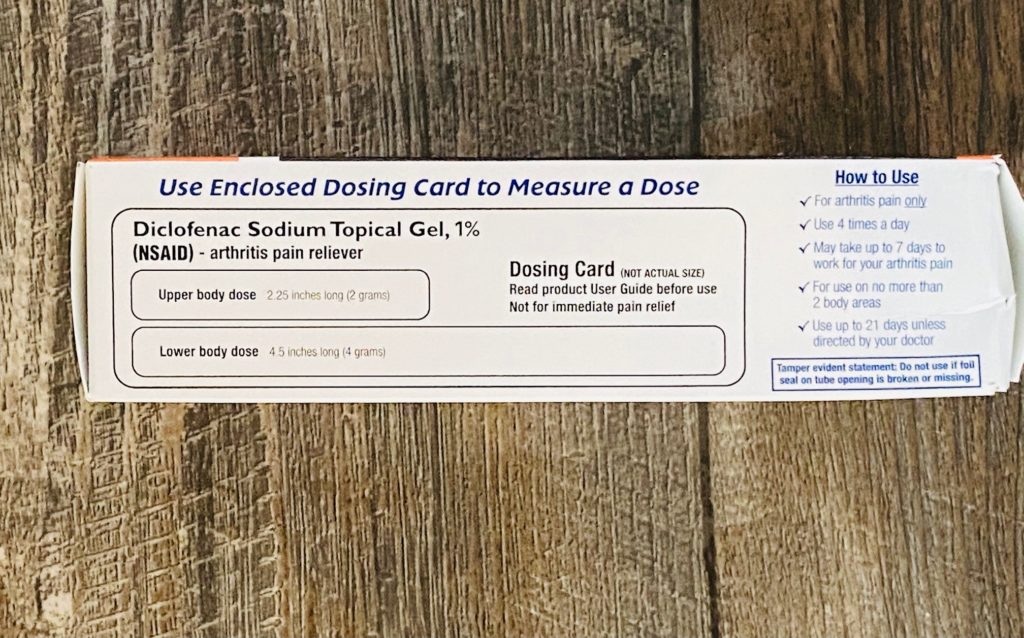 Use Enclosed Dosing Card to Measure a Dose
Diclofenac Sodium Topical Gel, 1%
(NSAID) - arthritis pain reliever
Upper body dose 2.25 inches long (2 grams)
Dosing Card (NOT ACTUAL SIZE)
Read product User Guide before use
Not for immediate pain relief
Lower body dose 4.5 inches long (4 grams)
How to Use
✓ For arthritis pain only
✓ Use 4 times a day
✓ May take up to 7 days to
work for your arthritis pain
✓ For use on no more than
2 body areas
✓ Use up to 21 days unless
directed by your doctor
Tamper evident statement: Do not use if foil
seal on tube opening is broken or missing.